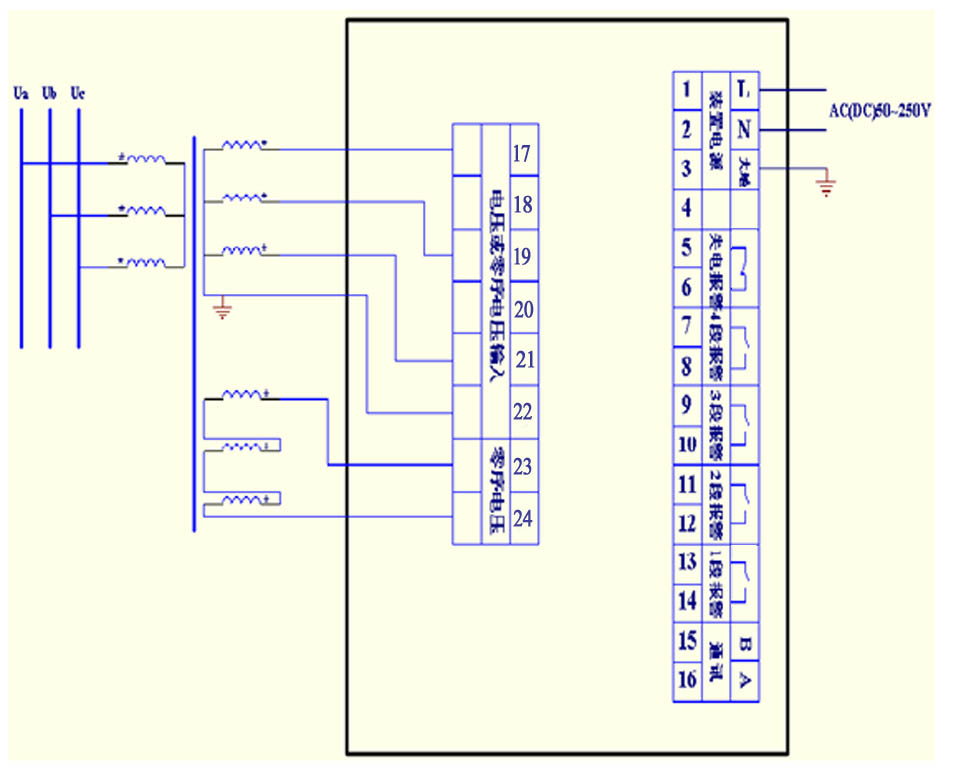 Ua Ub Uc
17
18
19
20
21
22
23
24
电压或零序电压输入
零序电压
1 L
2 N
3 大地
4
5
6
7
8
9
10
11
12
13
14
15 B
16 A
装置电源
失电报警
4段报警
3段报警
2段报警
1段报警
通讯
AC(DC)50~250V